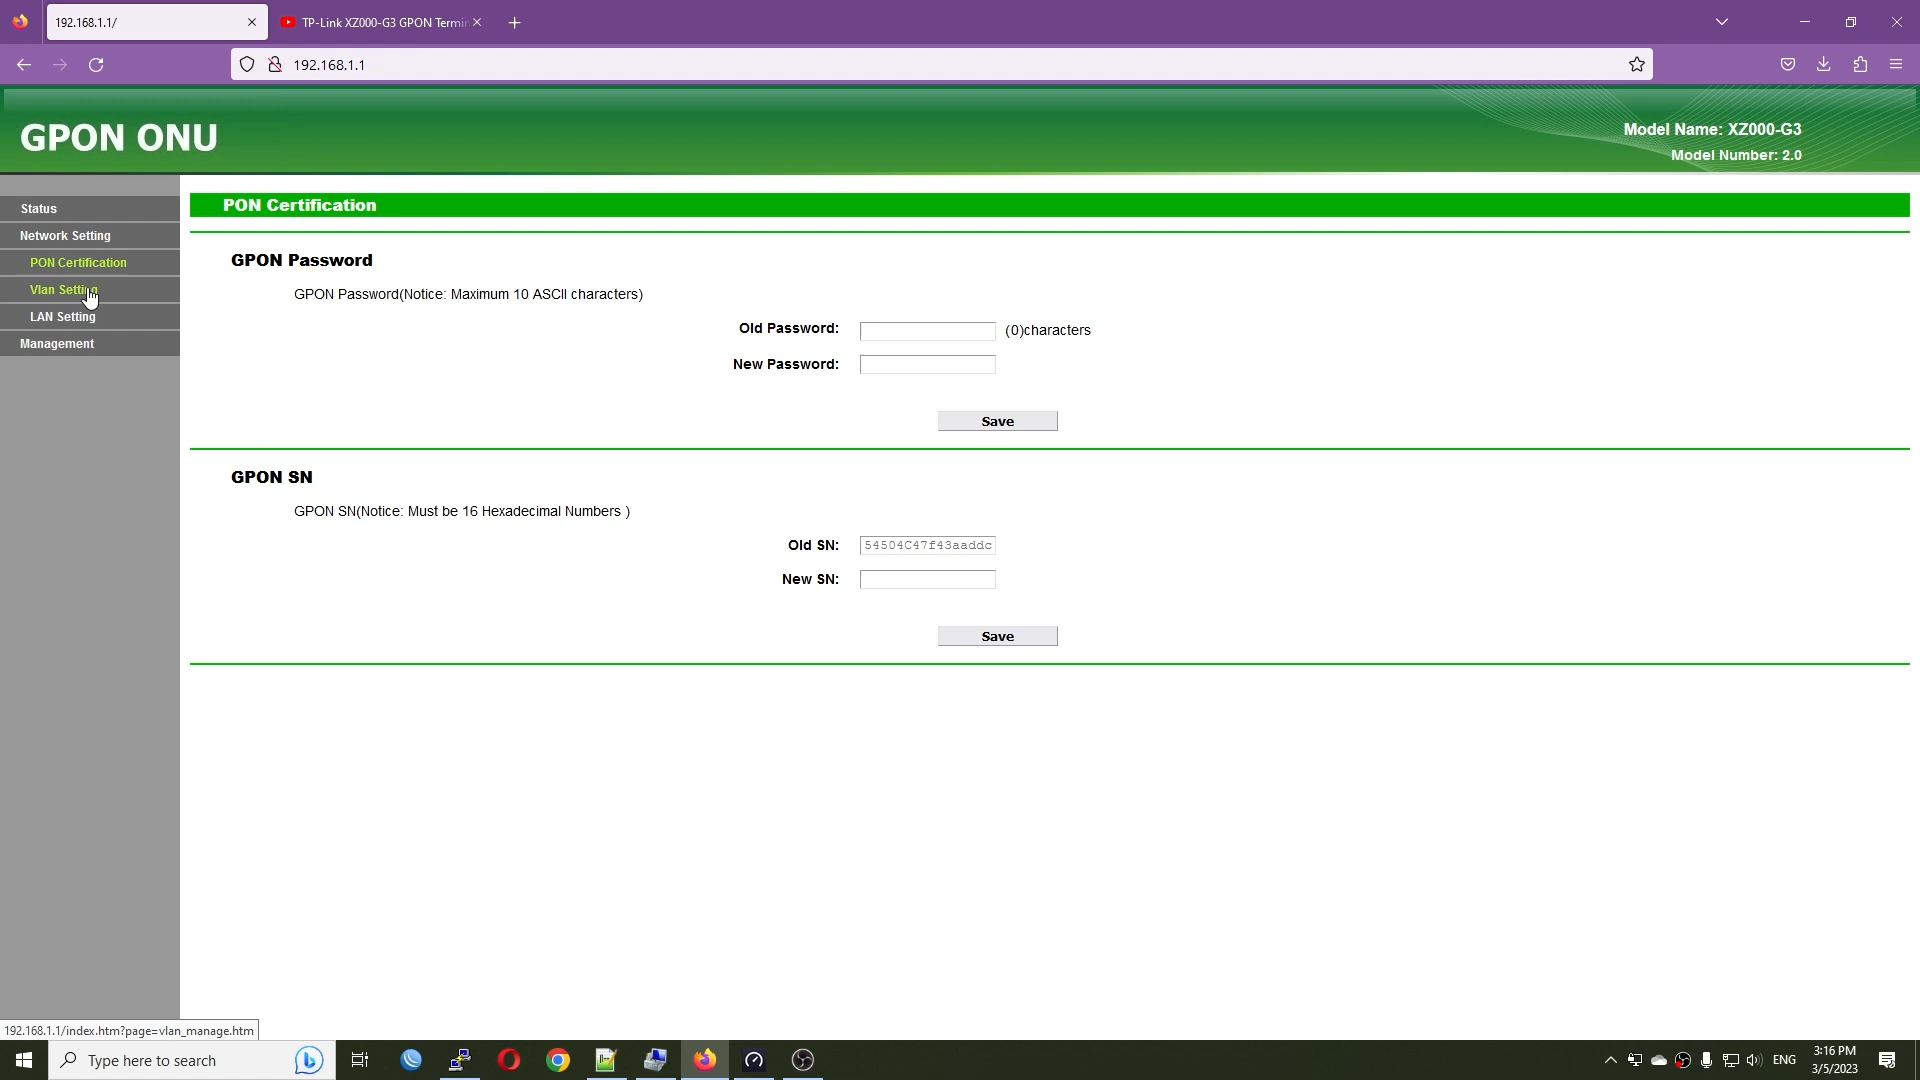 192.168.1.1/
TP-Link XZ000-G3 GPON Termin
192.168.1.1
GPON ONU
Model Name: XZ000-G3
Model Number: 2.0
Status
Network Setting
PON Certification
Vlan Setting
LAN Setting
Management
PON Certification
GPON Password
GPON Password(Notice: Maximum 10 ASCII characters)
Old Password:
(0)characters
New Password:
Save
GPON SN
GPON SN(Notice: Must be 16 Hexadecimal Numbers )
Old SN:
54504C47f43aaddc
New SN:
Save
192.168.1.1/index.htm?page=vlan_manage.htm
Type here to search
ENG
3:16 PM
3/5/2023